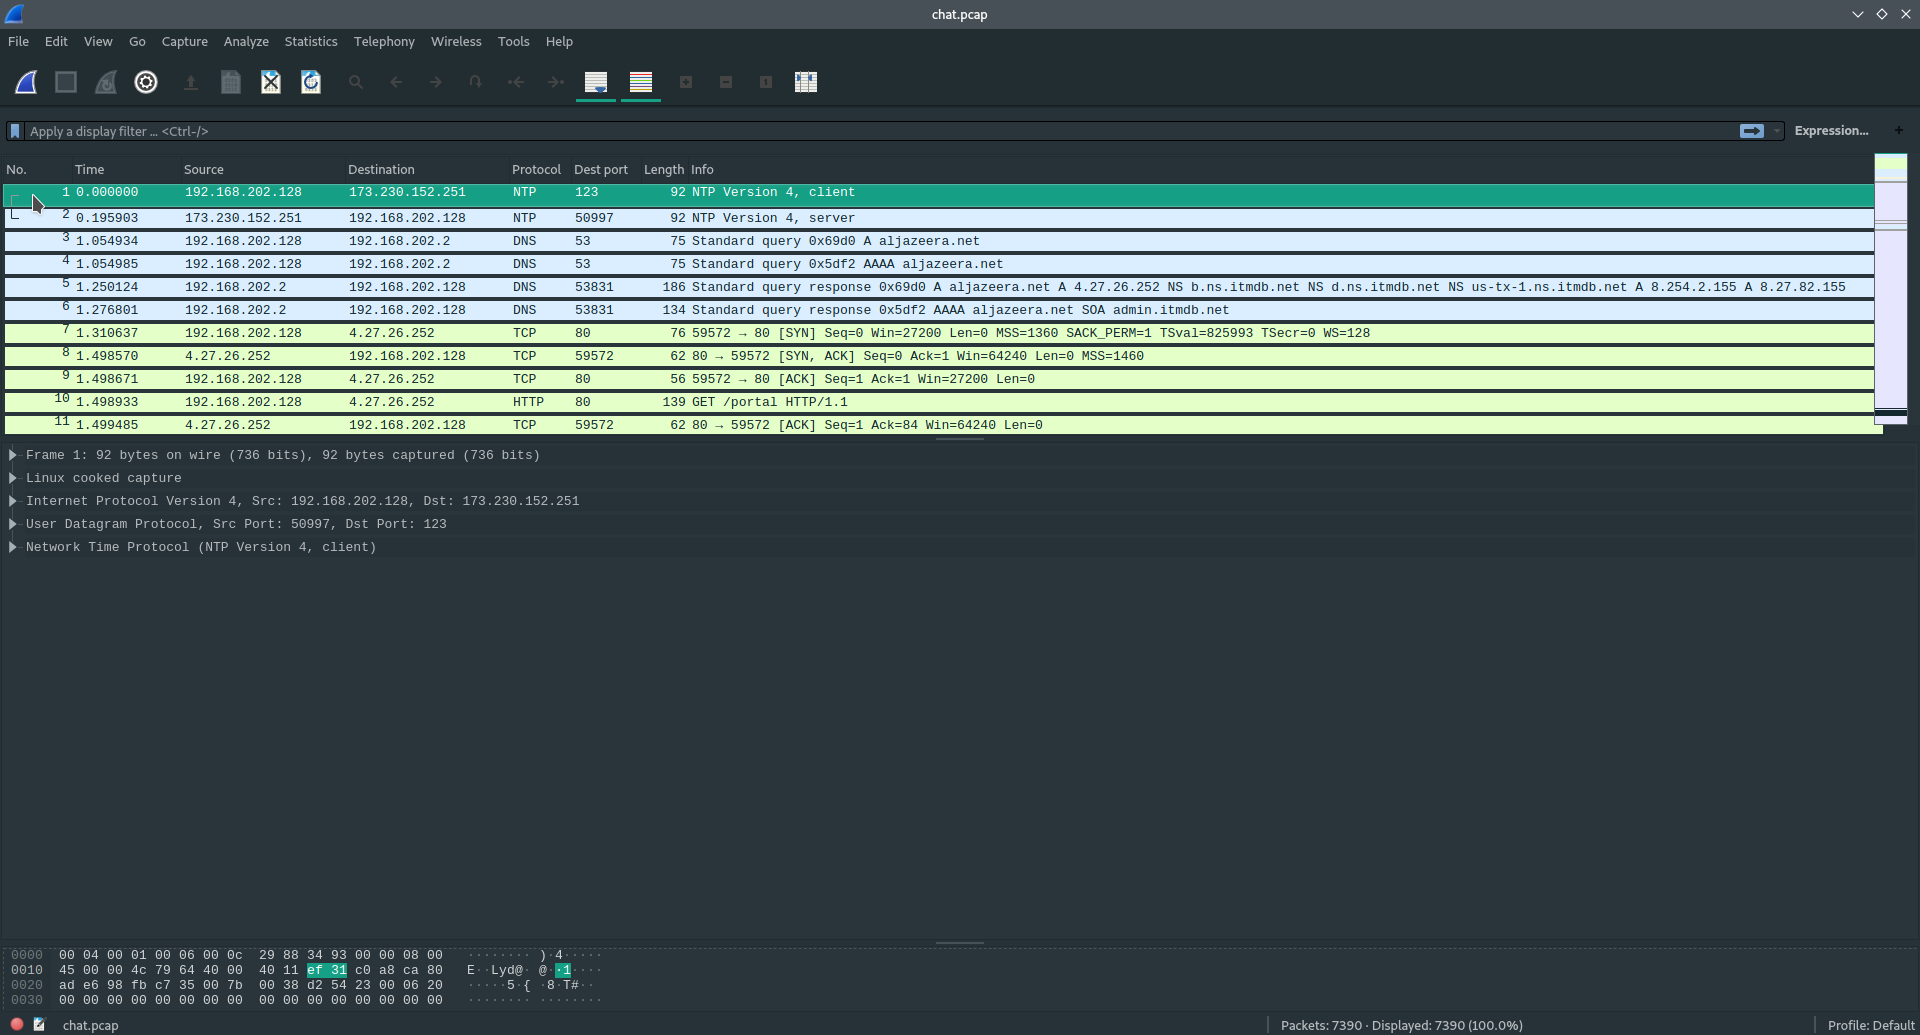 chat.pcap
File Edit View Go Capture Analyze Statistics Telephony Wireless Tools Help
Apply a display filter ... <Ctrl-/> Expression... +
No. Time Source Destination Protocol Dest port Length Info
1 0.000000 192.168.202.128 173.230.152.251 NTP 123 92 NTP Version 4, client
2 0.195903 173.230.152.251 192.168.202.128 NTP 50997 92 NTP Version 4, server
3 1.054934 192.168.202.128 192.168.202.2 DNS 53 75 Standard query 0x69d0 A aljazeera.net
4 1.054985 192.168.202.128 192.168.202.2 DNS 53 75 Standard query 0x5df2 AAAA aljazeera.net
5 1.250124 192.168.202.2 192.168.202.128 DNS 53831 186 Standard query response 0x69d0 A aljazeera.net A 4.27.26.252 NS b.ns.itmdb.net NS d.ns.itmdb.net NS us-tx-1.ns.itmdb.net A 8.254.2.155 A 8.27.82.155
6 1.276801 192.168.202.2 192.168.202.128 DNS 53831 134 Standard query response 0x5df2 AAAA aljazeera.net SOA admin.itmdb.net
7 1.310637 192.168.202.128 4.27.26.252 TCP 80 76 59572 → 80 [SYN] Seq=0 Win=27200 Len=0 MSS=1360 SACK_PERM=1 TSval=825993 TSecr=0 WS=128
8 1.498570 4.27.26.252 192.168.202.128 TCP 59572 62 80 → 59572 [SYN, ACK] Seq=0 Ack=1 Win=64240 Len=0 MSS=1460
9 1.498671 192.168.202.128 4.27.26.252 TCP 80 56 59572 → 80 [ACK] Seq=1 Ack=1 Win=27200 Len=0
10 1.498933 192.168.202.128 4.27.26.252 HTTP 80 139 GET /portal HTTP/1.1
11 1.499485 4.27.26.252 192.168.202.128 TCP 59572 62 80 → 59572 [ACK] Seq=1 Ack=84 Win=64240 Len=0
Frame 1: 92 bytes on wire (736 bits), 92 bytes captured (736 bits)
Linux cooked capture
Internet Protocol Version 4, Src: 192.168.202.128, Dst: 173.230.152.251
User Datagram Protocol, Src Port: 50997, Dst Port: 123
Network Time Protocol (NTP Version 4, client)
0000 00 04 00 01 00 06 00 0c 29 88 34 93 00 00 08 00 ········ )·4·····
0010 45 00 00 4c 79 64 40 00 40 11 ef 31 c0 a8 ca 80 E··Lyd@· @··1····
0020 ad e6 98 fb c7 35 00 7b 00 38 d2 54 23 00 06 20 ·····5·{ ·8·T#··
0030 00 00 00 00 00 00 00 00 00 00 00 00 00 00 00 00 ········ ········
chat.pcap Packets: 7390 · Displayed: 7390 (100.0%) Profile: Default